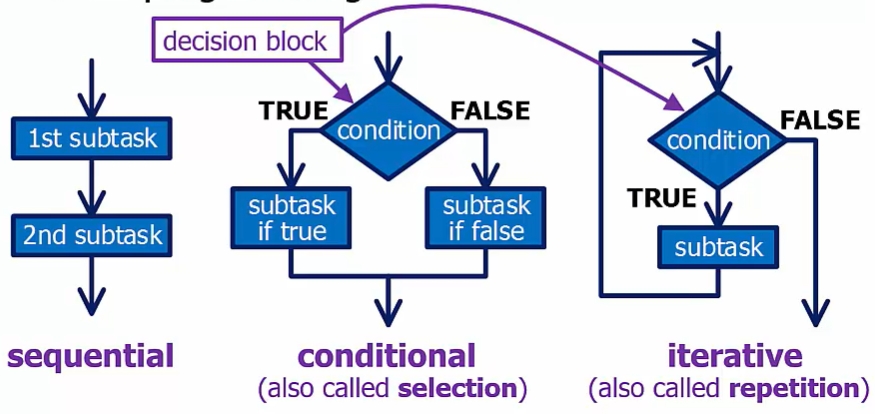 decision block
1st subtask
2nd subtask
sequential
TRUE
FALSE
condition
subtask
if true
subtask
if false
conditional
(also called selection)
condition
FALSE
TRUE
subtask
iterative
(also called repetition)